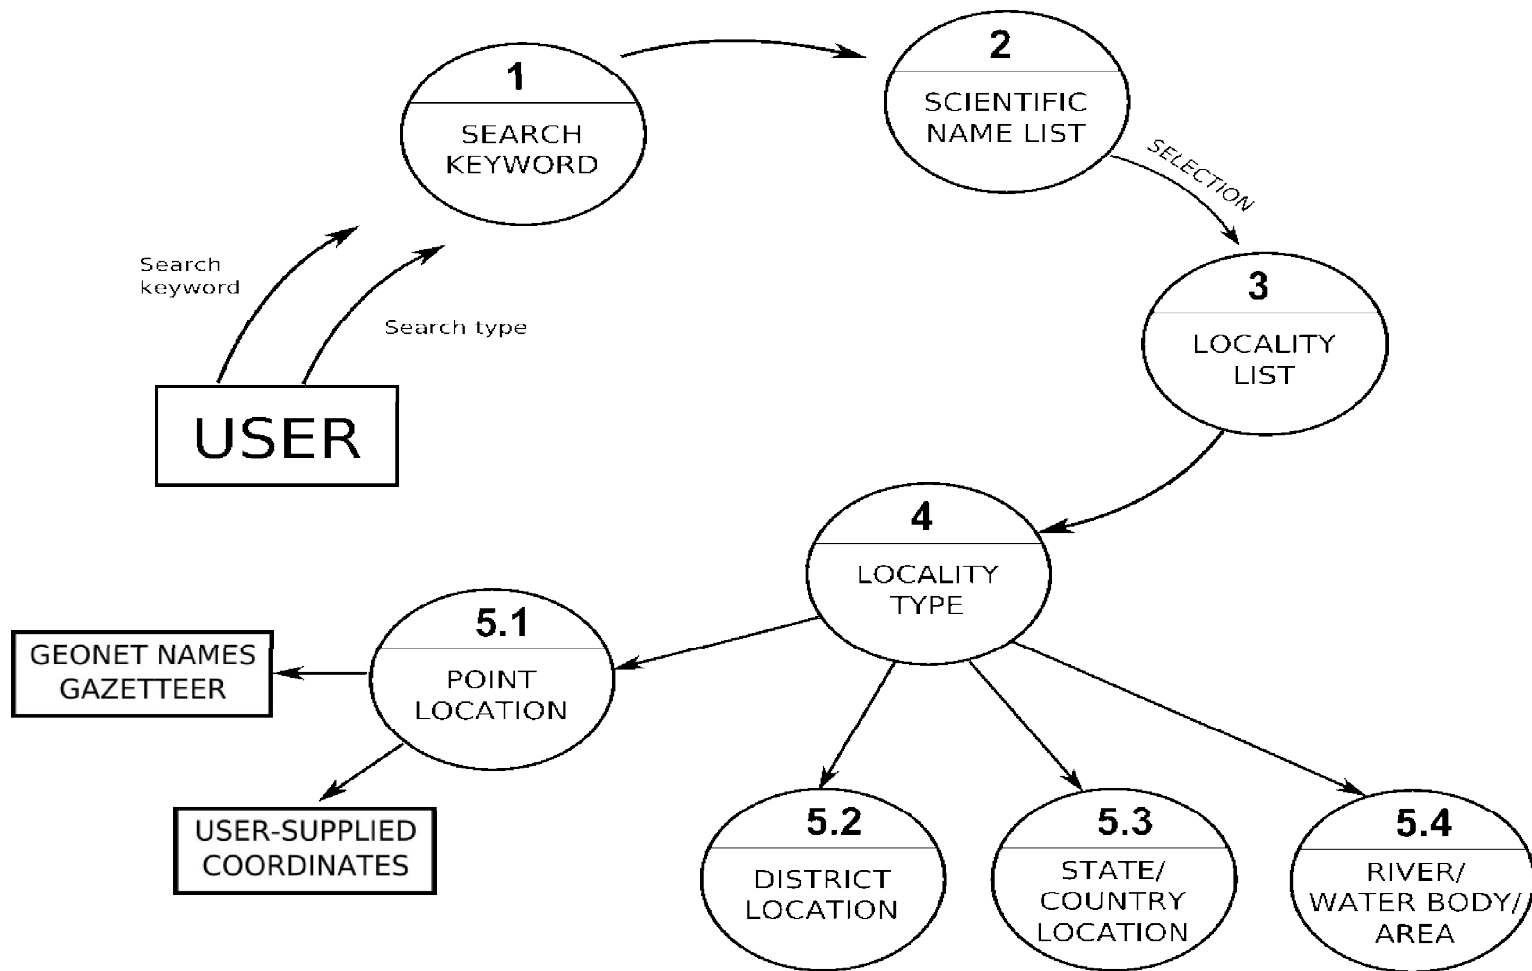 1
SEARCH
KEYWORD
2
SCIENTIFIC
NAME LIST
SELECTION
3
LOCALITY
LIST
Search
keyword
Search type
USER
4
LOCALITY
TYPE
5.1
POINT
LOCATION
GEONET NAMES
GAZETTEER
USER-SUPPLIED
COORDINATES
5.2
DISTRICT
LOCATION
5.3
STATE/
COUNTRY
LOCATION
5.4
RIVER/
WATER BODY/
AREA